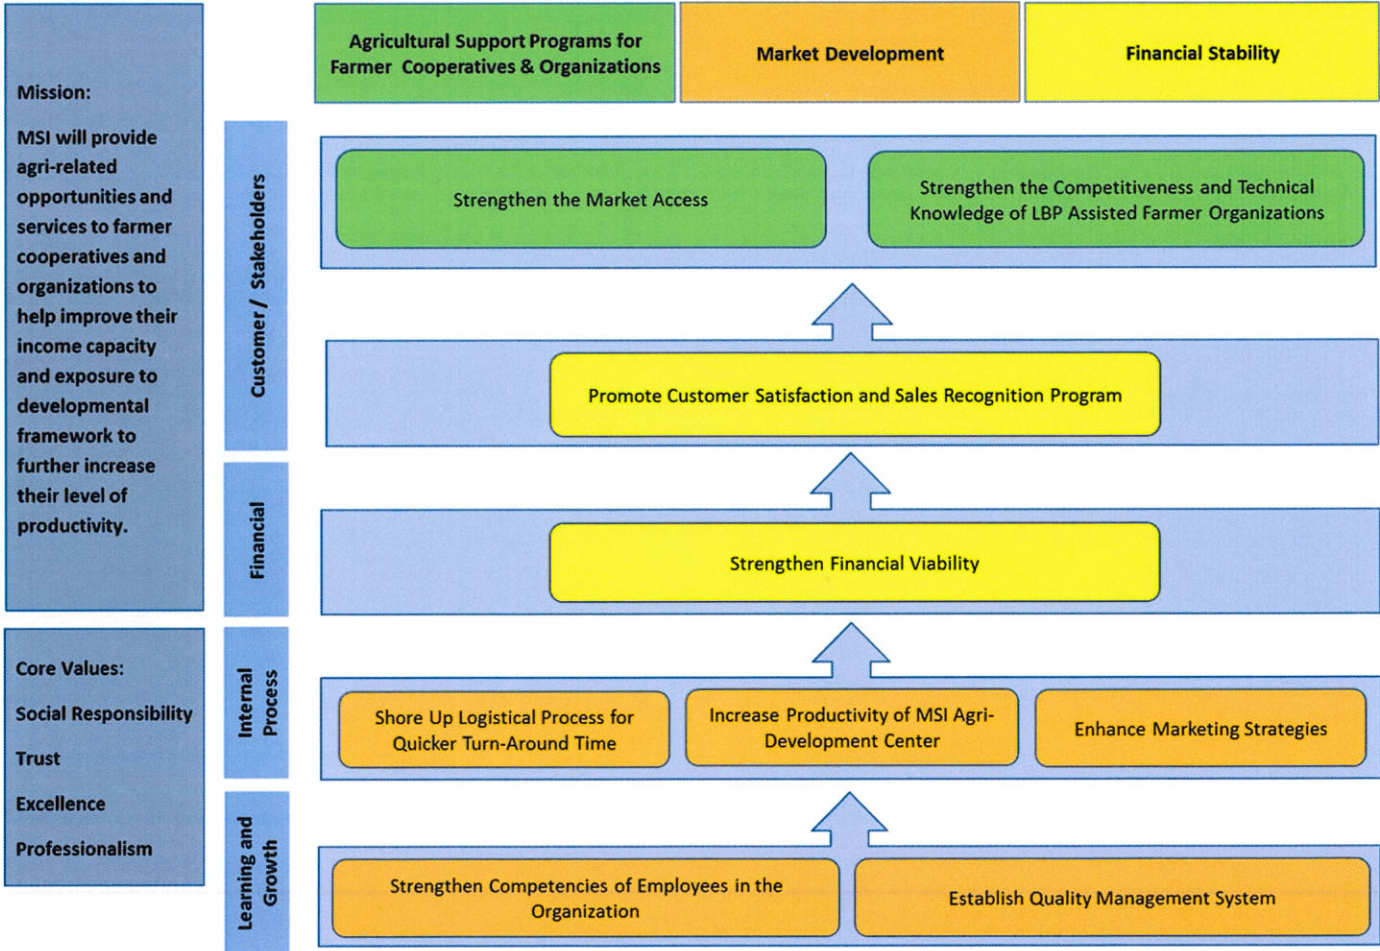 Agricultural Support Programs for
Farmer Cooperatives & Organizations
Market Development
Financial Stability
Mission:
MSI will provide
agri-related
opportunities and
services to farmer
cooperatives and
organizations to
help improve their
income capacity
and exposure to
developmental
framework to
further increase
their level of
productivity.
Core Values:
Social Responsibility
Trust
Excellence
Professionalism
Customer / Stakeholders
Strengthen the Market Access
Strengthen the Competitiveness and Technical
Knowledge of LBP Assisted Farmer Organizations
Promote Customer Satisfaction and Sales Recognition Program
Financial
Strengthen Financial Viability
Internal
Process
Shore Up Logistical Process for
Quicker Turn-Around Time
Increase Productivity of MSI Agri-
Development Center
Enhance Marketing Strategies
Learning and
Growth
Strengthen Competencies of Employees in the
Organization
Establish Quality Management System